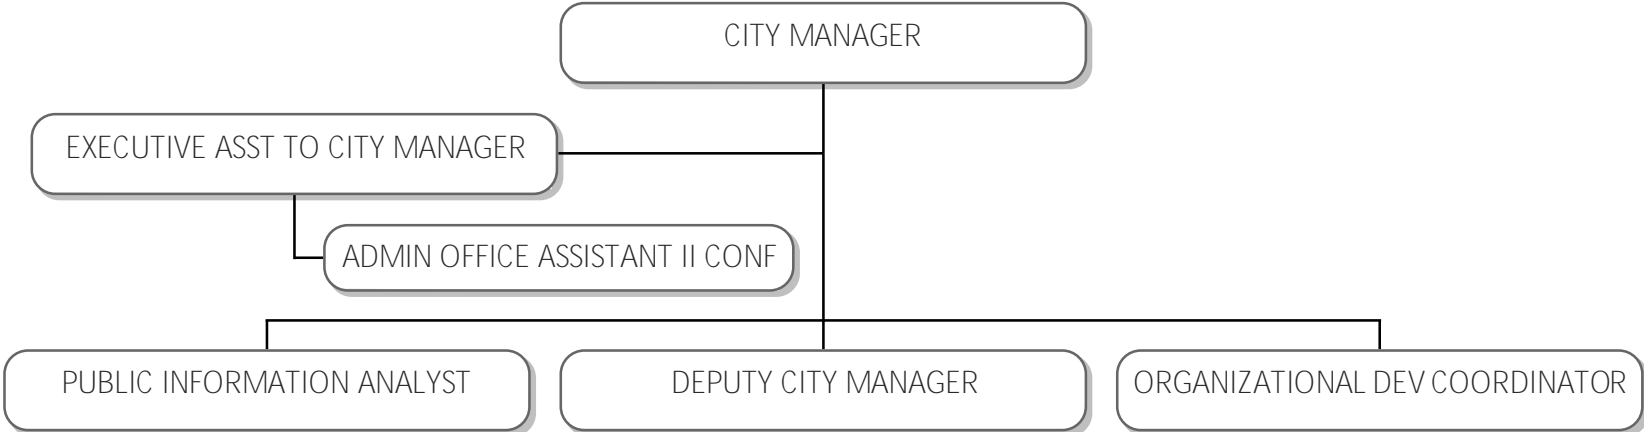 CITY MANAGER
EXECUTIVE ASST TO CITY MANAGER
ADMIN OFFICE ASSISTANT II CONF
PUBLIC INFORMATION ANALYST
DEPUTY CITY MANAGER
ORGANIZATIONAL DEV COORDINATOR